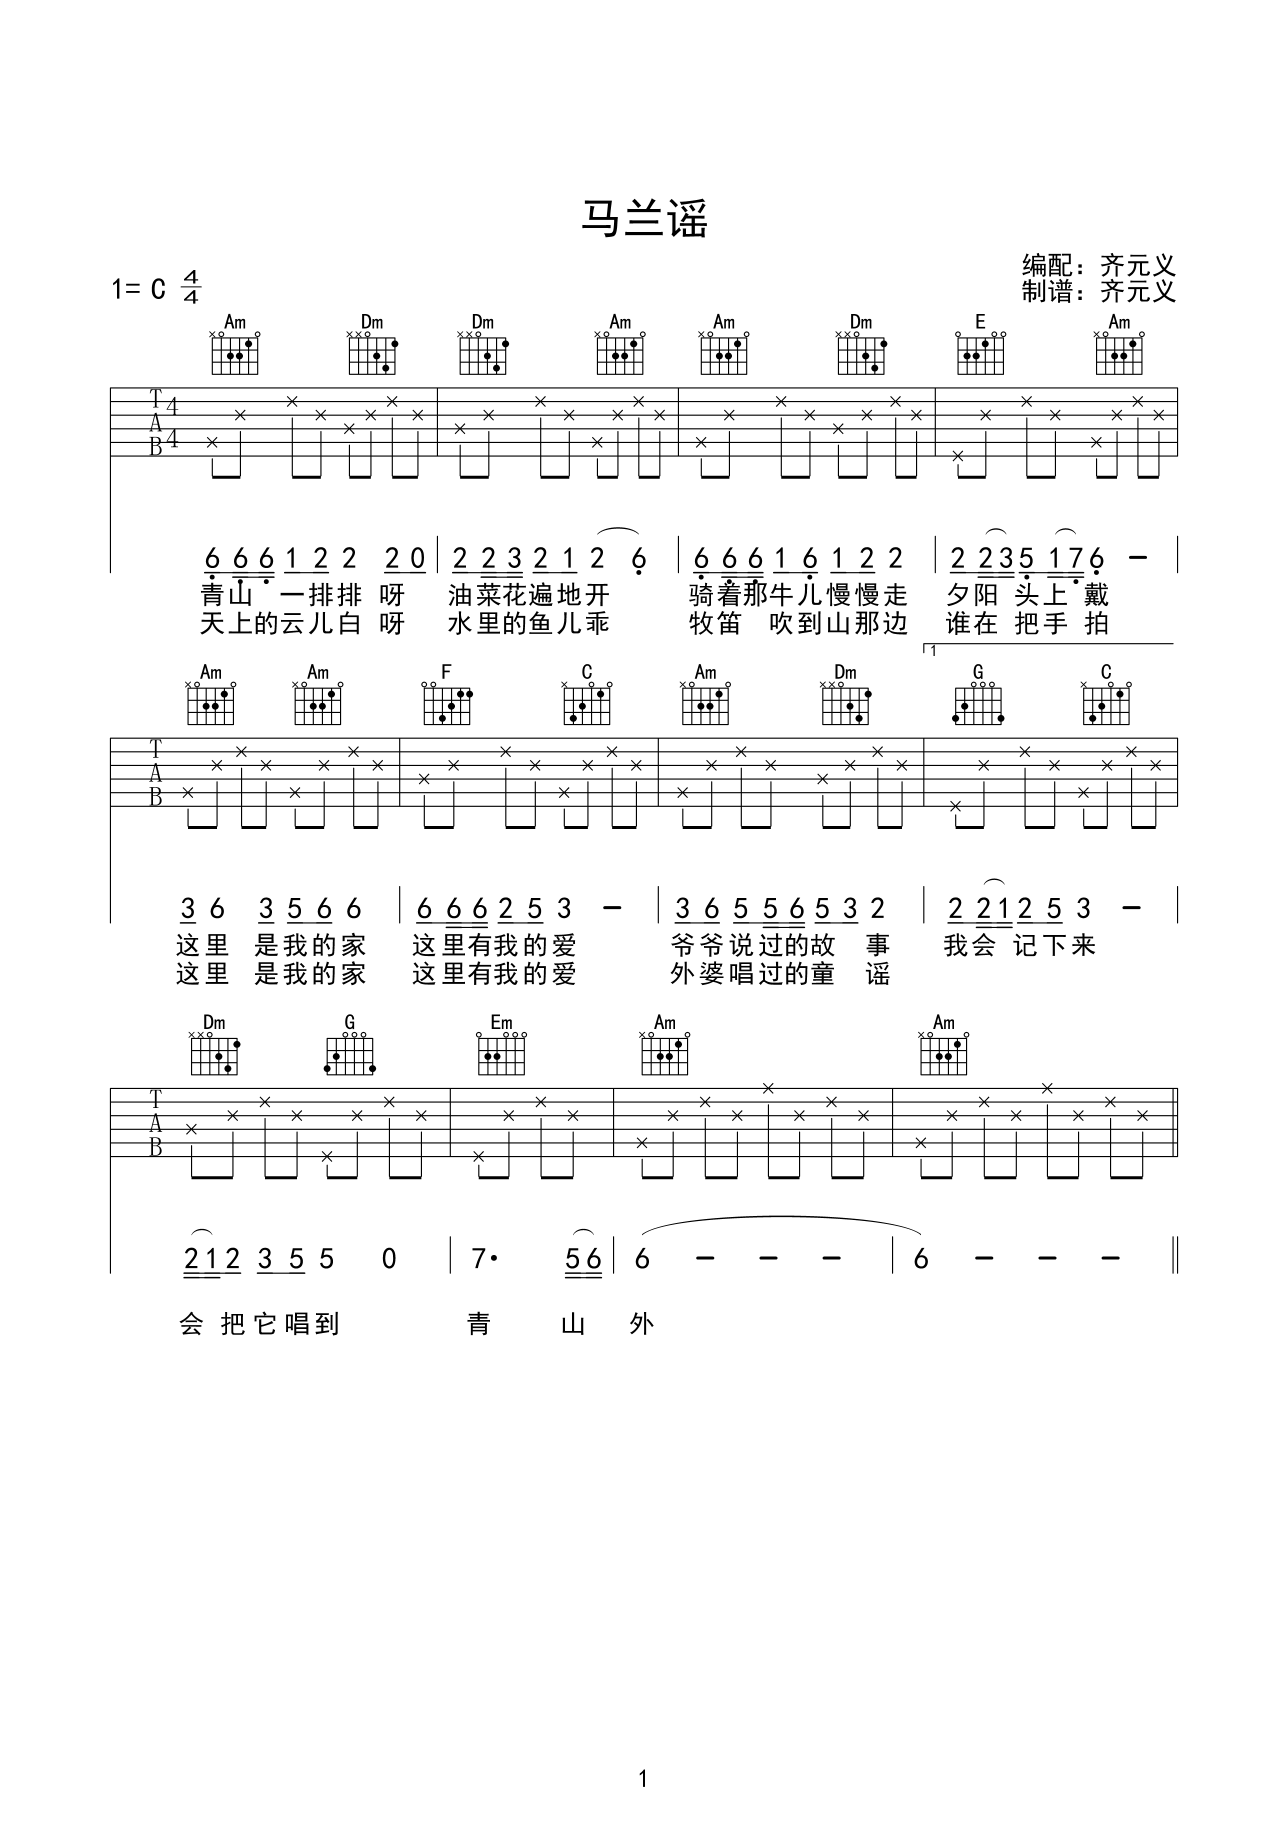 马兰谣
编配：齐元义
1= C 4/4 制谱：齐元义
Am Dm Dm Am Am Dm E Am
T A B 4 4
6 6 6 1 2 2 2 0 | 2 2 3 2 1 2 6 | 6 6 6 1 6 1 2 2 | 2 2 3 5 1 7 6 - |
青山 一排排 呀 油菜花遍地开 骑着那牛儿慢慢走 夕阳 头上 戴
天上的云儿白 呀 水里的鱼儿乖 牧笛 吹到山那边 谁在 把手 拍
1
Am Am F C Am Dm G C
T A B
3 6 3 5 6 6 | 6 6 6 2 5 3 - | 3 6 5 5 6 5 3 2 | 2 2 1 2 5 3 - |
这里 是我的家 这里有我的爱 爷爷说过的故 事 我会 记下来
这里 是我的家 这里有我的爱 外婆唱过的童 谣
Dm G Em Am Am
T A B
2 1 2 3 5 5 0 | 7· 5 6 | 6 - - - | 6 - - - ‖
会 把它唱到 青 山 外
1